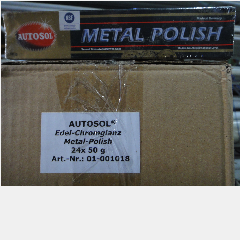 AUTOSOL
METAL POLISH
AUTOSOL®
Edel-Chromglanz
Metal-Polish
24x 50 g
Art.-Nr.: 01-001018